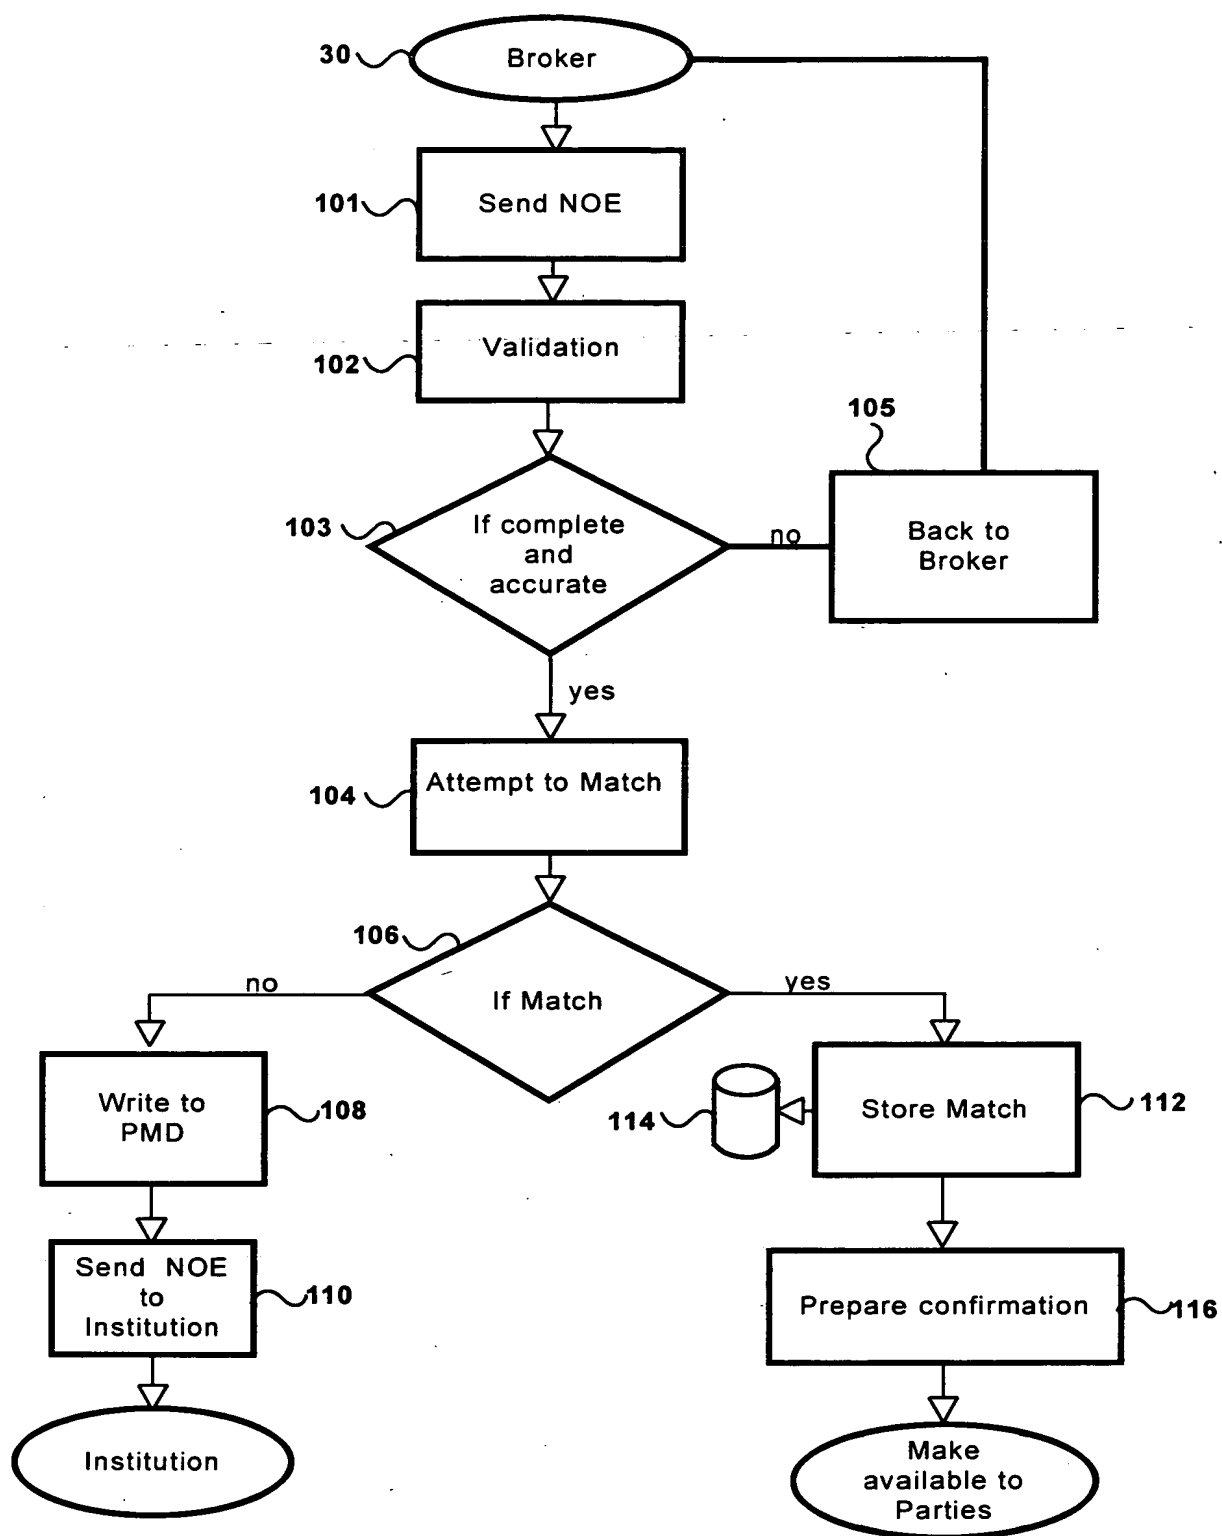 30
Broker
101
Send NOE
102
Validation
105
103
If complete
and
accurate
no
Back to
Broker
yes
104
Attempt to Match
106
no
If Match
yes
Write to
PMD
108
114
Store Match
112
Send NOE
to
Institution
110
Prepare confirmation
116
Institution
Make
available to
Parties